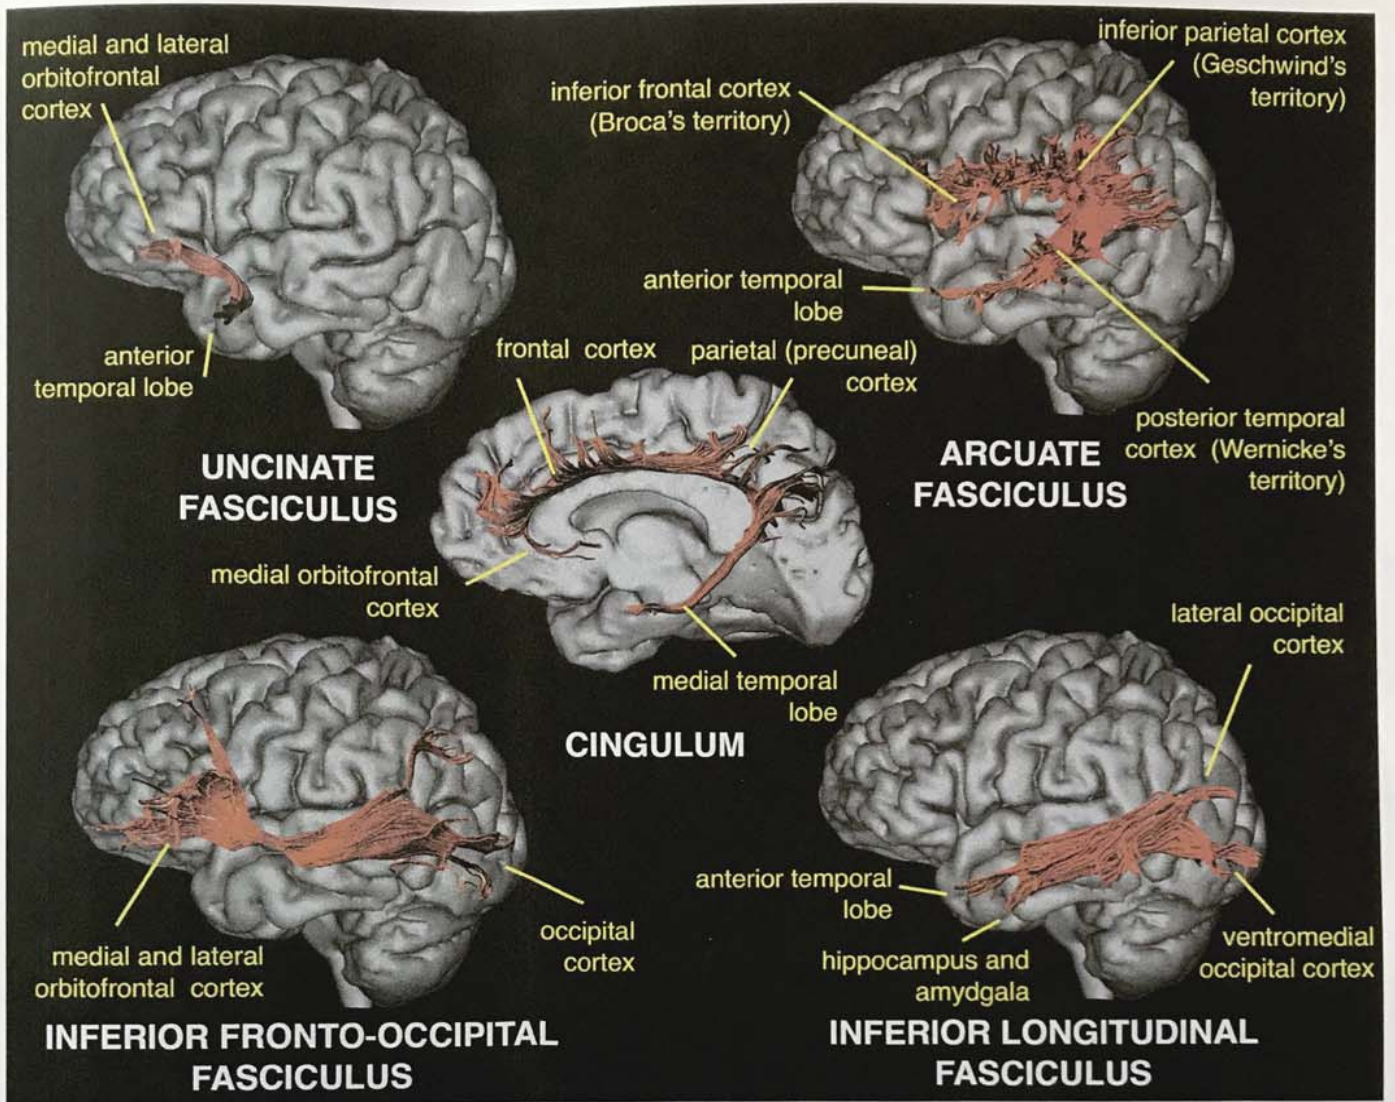 medial and lateral
orbitofrontal
cortex
anterior
temporal lobe
UNCINATE
FASCICULUS
inferior frontal cortex
(Broca's territory)
inferior parietal cortex
(Geschwind's
territory)
anterior temporal
lobe
posterior temporal
cortex (Wernicke's
territory)
ARCUATE
FASCICULUS
frontal cortex
parietal (precuneal)
cortex
medial orbitofrontal
cortex
medial temporal
lobe
CINGULUM
medial and lateral
orbitofrontal cortex
occipital
cortex
INFERIOR FRONTO-OCCIPITAL
FASCICULUS
lateral occipital
cortex
anterior temporal
lobe
hippocampus and
amydgala
ventromedial
occipital cortex
INFERIOR LONGITUDINAL
FASCICULUS